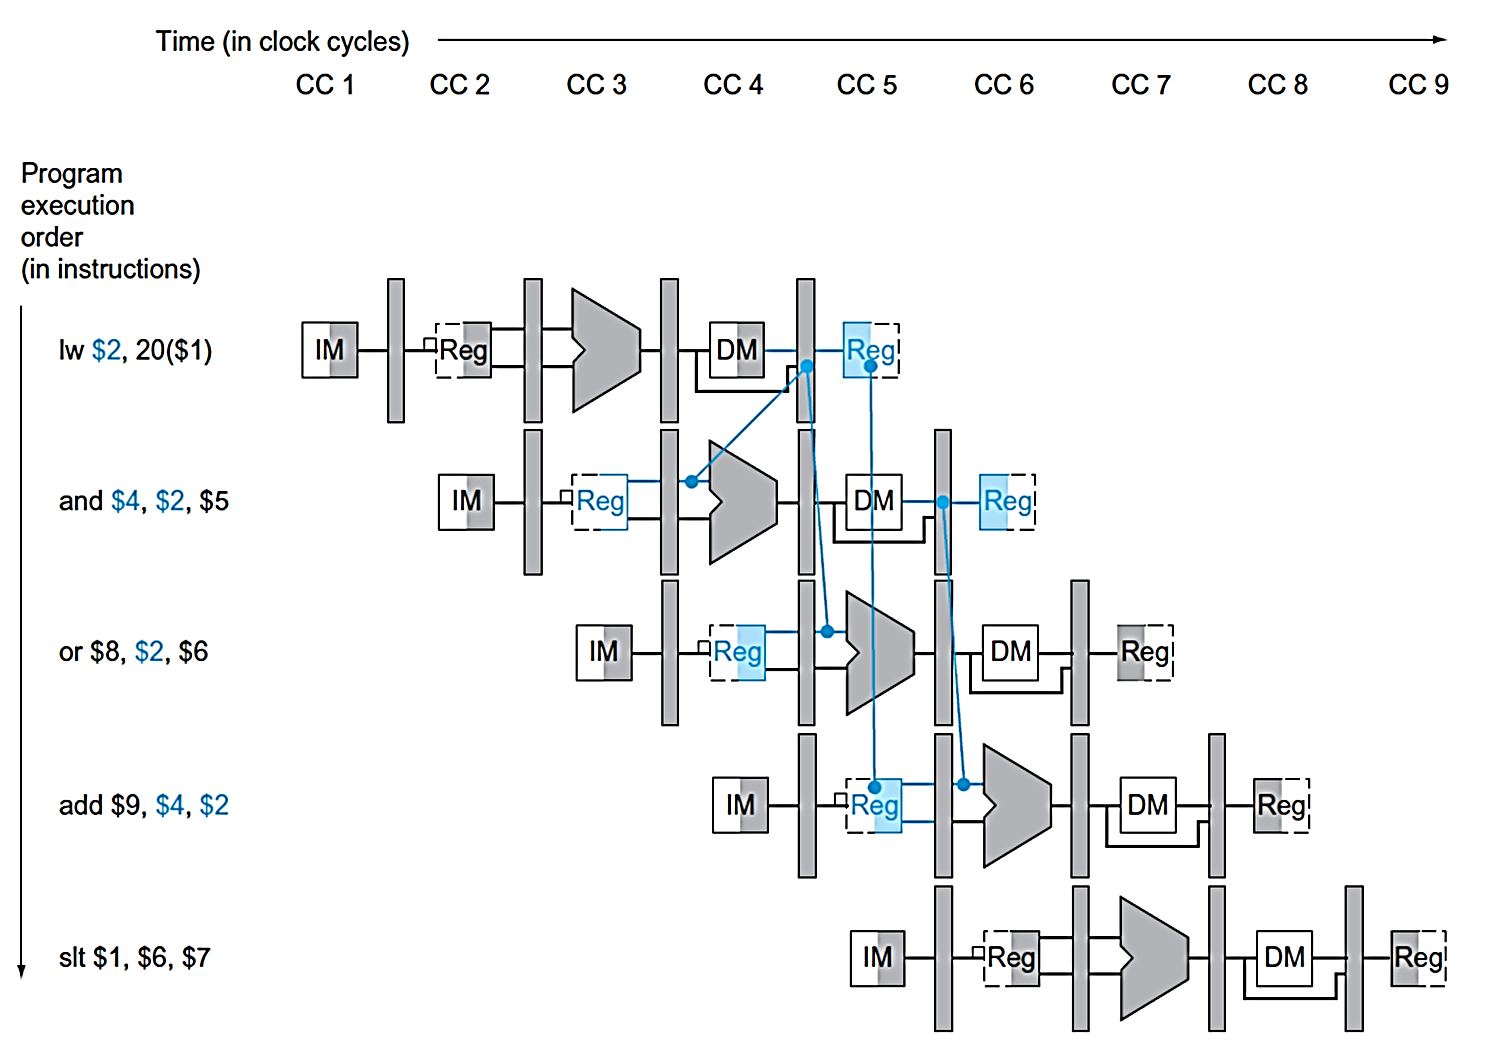 Time (in clock cycles)
CC 1 CC 2 CC 3 CC 4 CC 5 CC 6 CC 7 CC 8 CC 9
Program
execution
order
(in instructions)
lw $2, 20($1) IM Reg DM Reg
and $4, $2, $5 IM Reg DM Reg
or $8, $2, $6 IM Reg DM Reg
add $9, $4, $2 IM Reg DM Reg
slt $1, $6, $7 IM Reg DM Reg